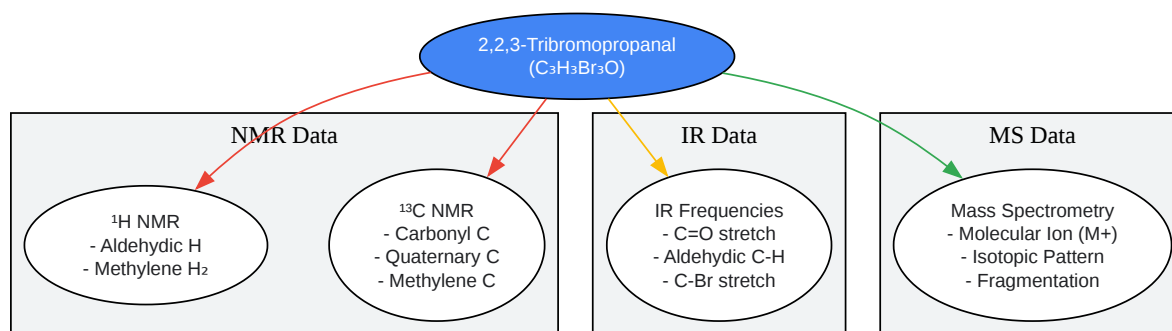 2,2,3-Tribromopropanal
(C₃H₃Br₃O)
NMR Data
¹H NMR
- Aldehydic H
- Methylene H₂
¹³C NMR
- Carbonyl C
- Quaternary C
- Methylene C
IR Data
IR Frequencies
- C=O stretch
- Aldehydic C-H
- C-Br stretch
MS Data
Mass Spectrometry
- Molecular Ion (M+)
- Isotopic Pattern
- Fragmentation